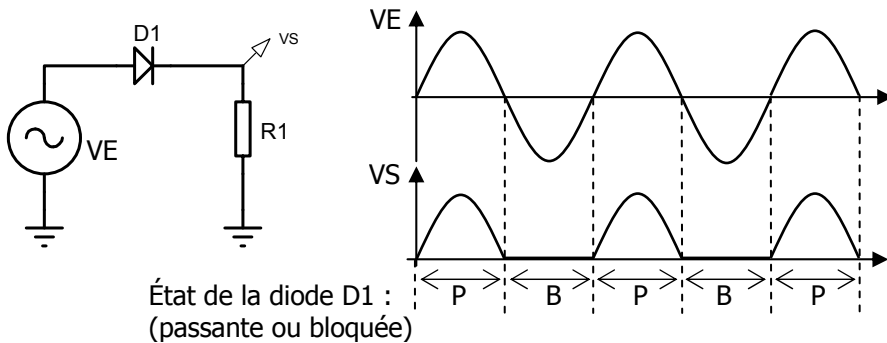 VE
D1
VS
R1
VE
VS
P B P B P
État de la diode D1 :
(passante ou bloquée)